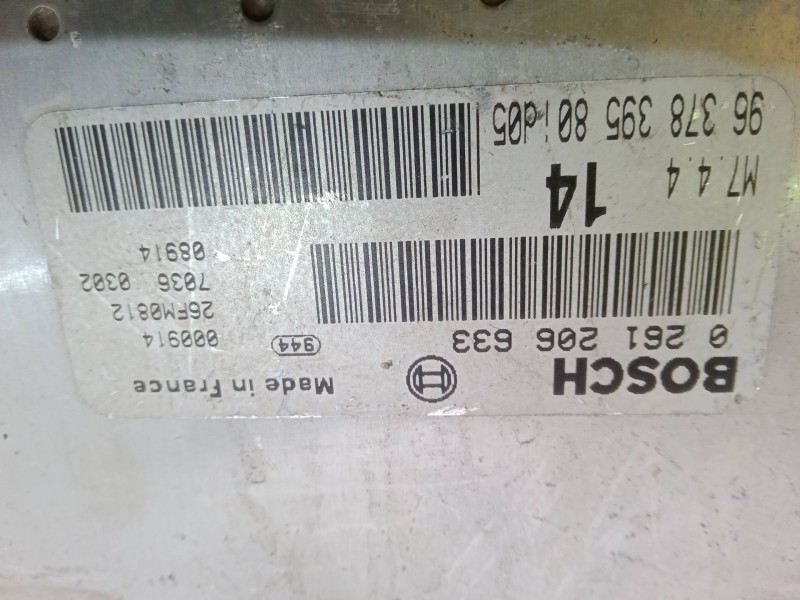 BOSCH
Made in France
0 261 206 633
944
000914
26FM0812
7036 0302
08914
M7.4.4
14
96 378 395 80;d05